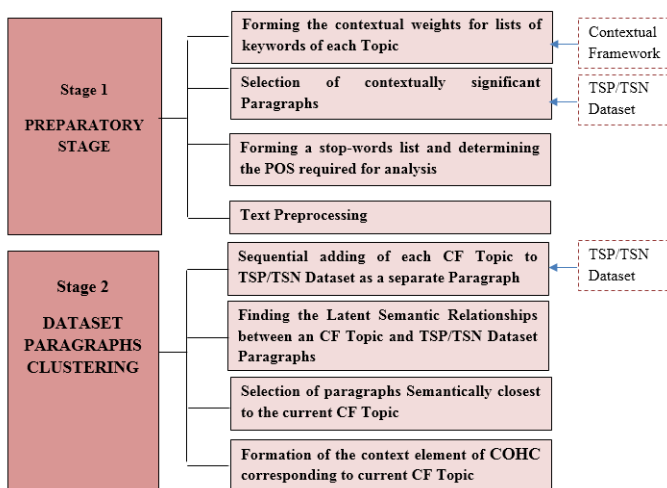 Stage 1
PREPARATORY
STAGE
Forming the contextual weights for lists of
keywords of each Topic
Contextual
Framework
Selection of contextually significant
Paragraphs
TSP/TSN
Dataset
Forming a stop-words list and determining
the POS required for analysis
Text Preprocessing
Stage 2
DATASET
PARAGRAPHS
CLUSTERING
Sequential adding of each CF Topic to
TSP/TSN Dataset as a separate Paragraph
TSP/TSN
Dataset
Finding the Latent Semantic Relationships
between an CF Topic and TSP/TSN Dataset
Paragraphs
Selection of paragraphs Semantically closest
to the current CF Topic
Formation of the context element of COHC
corresponding to current CF Topic